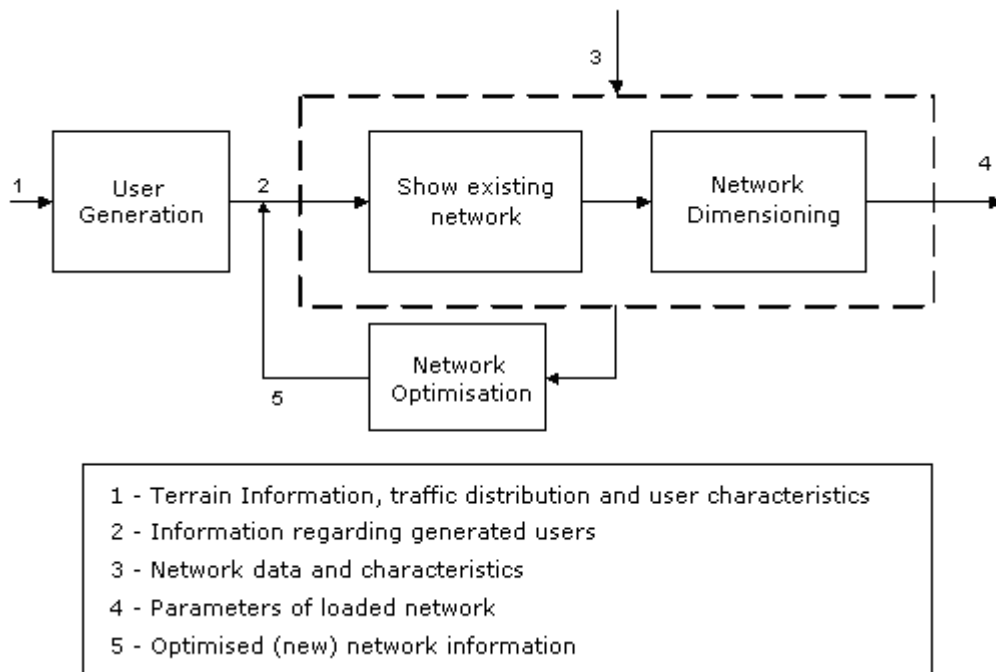 3
1
User
Generation
2
Show existing
network
Network
Dimensioning
4
Network
Optimisation
5
1 - Terrain Information, traffic distribution and user characteristics
2 - Information regarding generated users
3 - Network data and characteristics
4 - Parameters of loaded network
5 - Optimised (new) network information